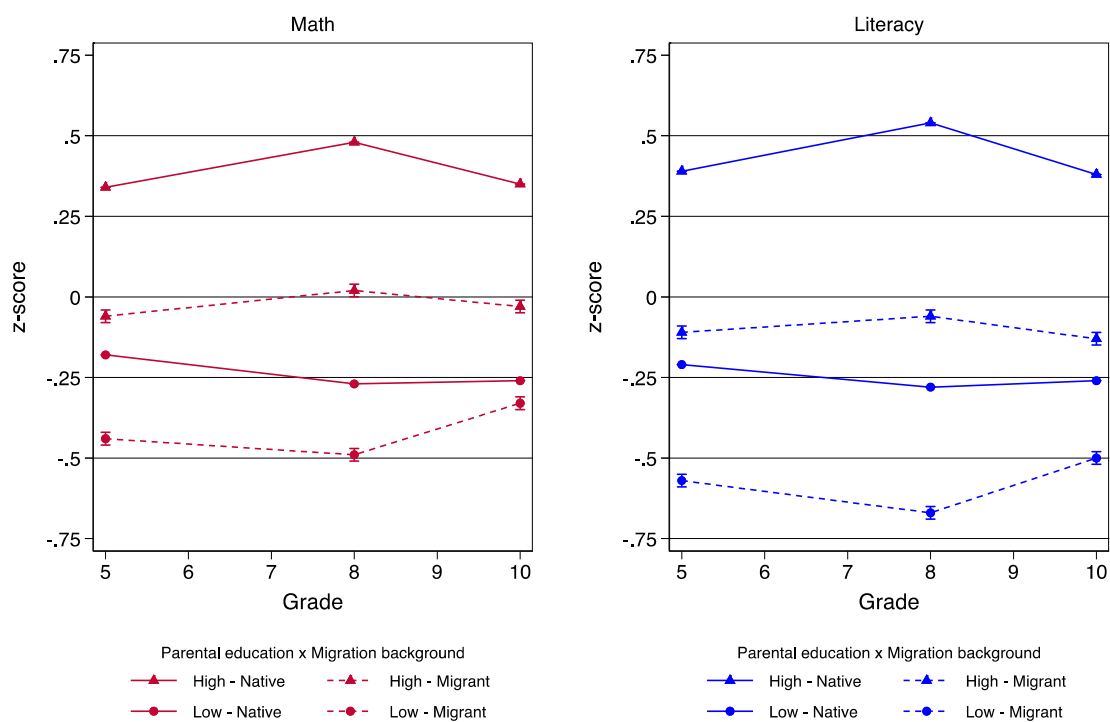 Math
.75
.5
.25
0
-.25
-.5
-.75
z-score
5 6 7 8 9 10
Grade
Parental education x Migration background
High - Native High - Migrant
Low - Native Low - Migrant
Literacy
.75
.5
.25
0
-.25
-.5
-.75
z-score
5 6 7 8 9 10
Grade
Parental education x Migration background
High - Native High - Migrant
Low - Native Low - Migrant